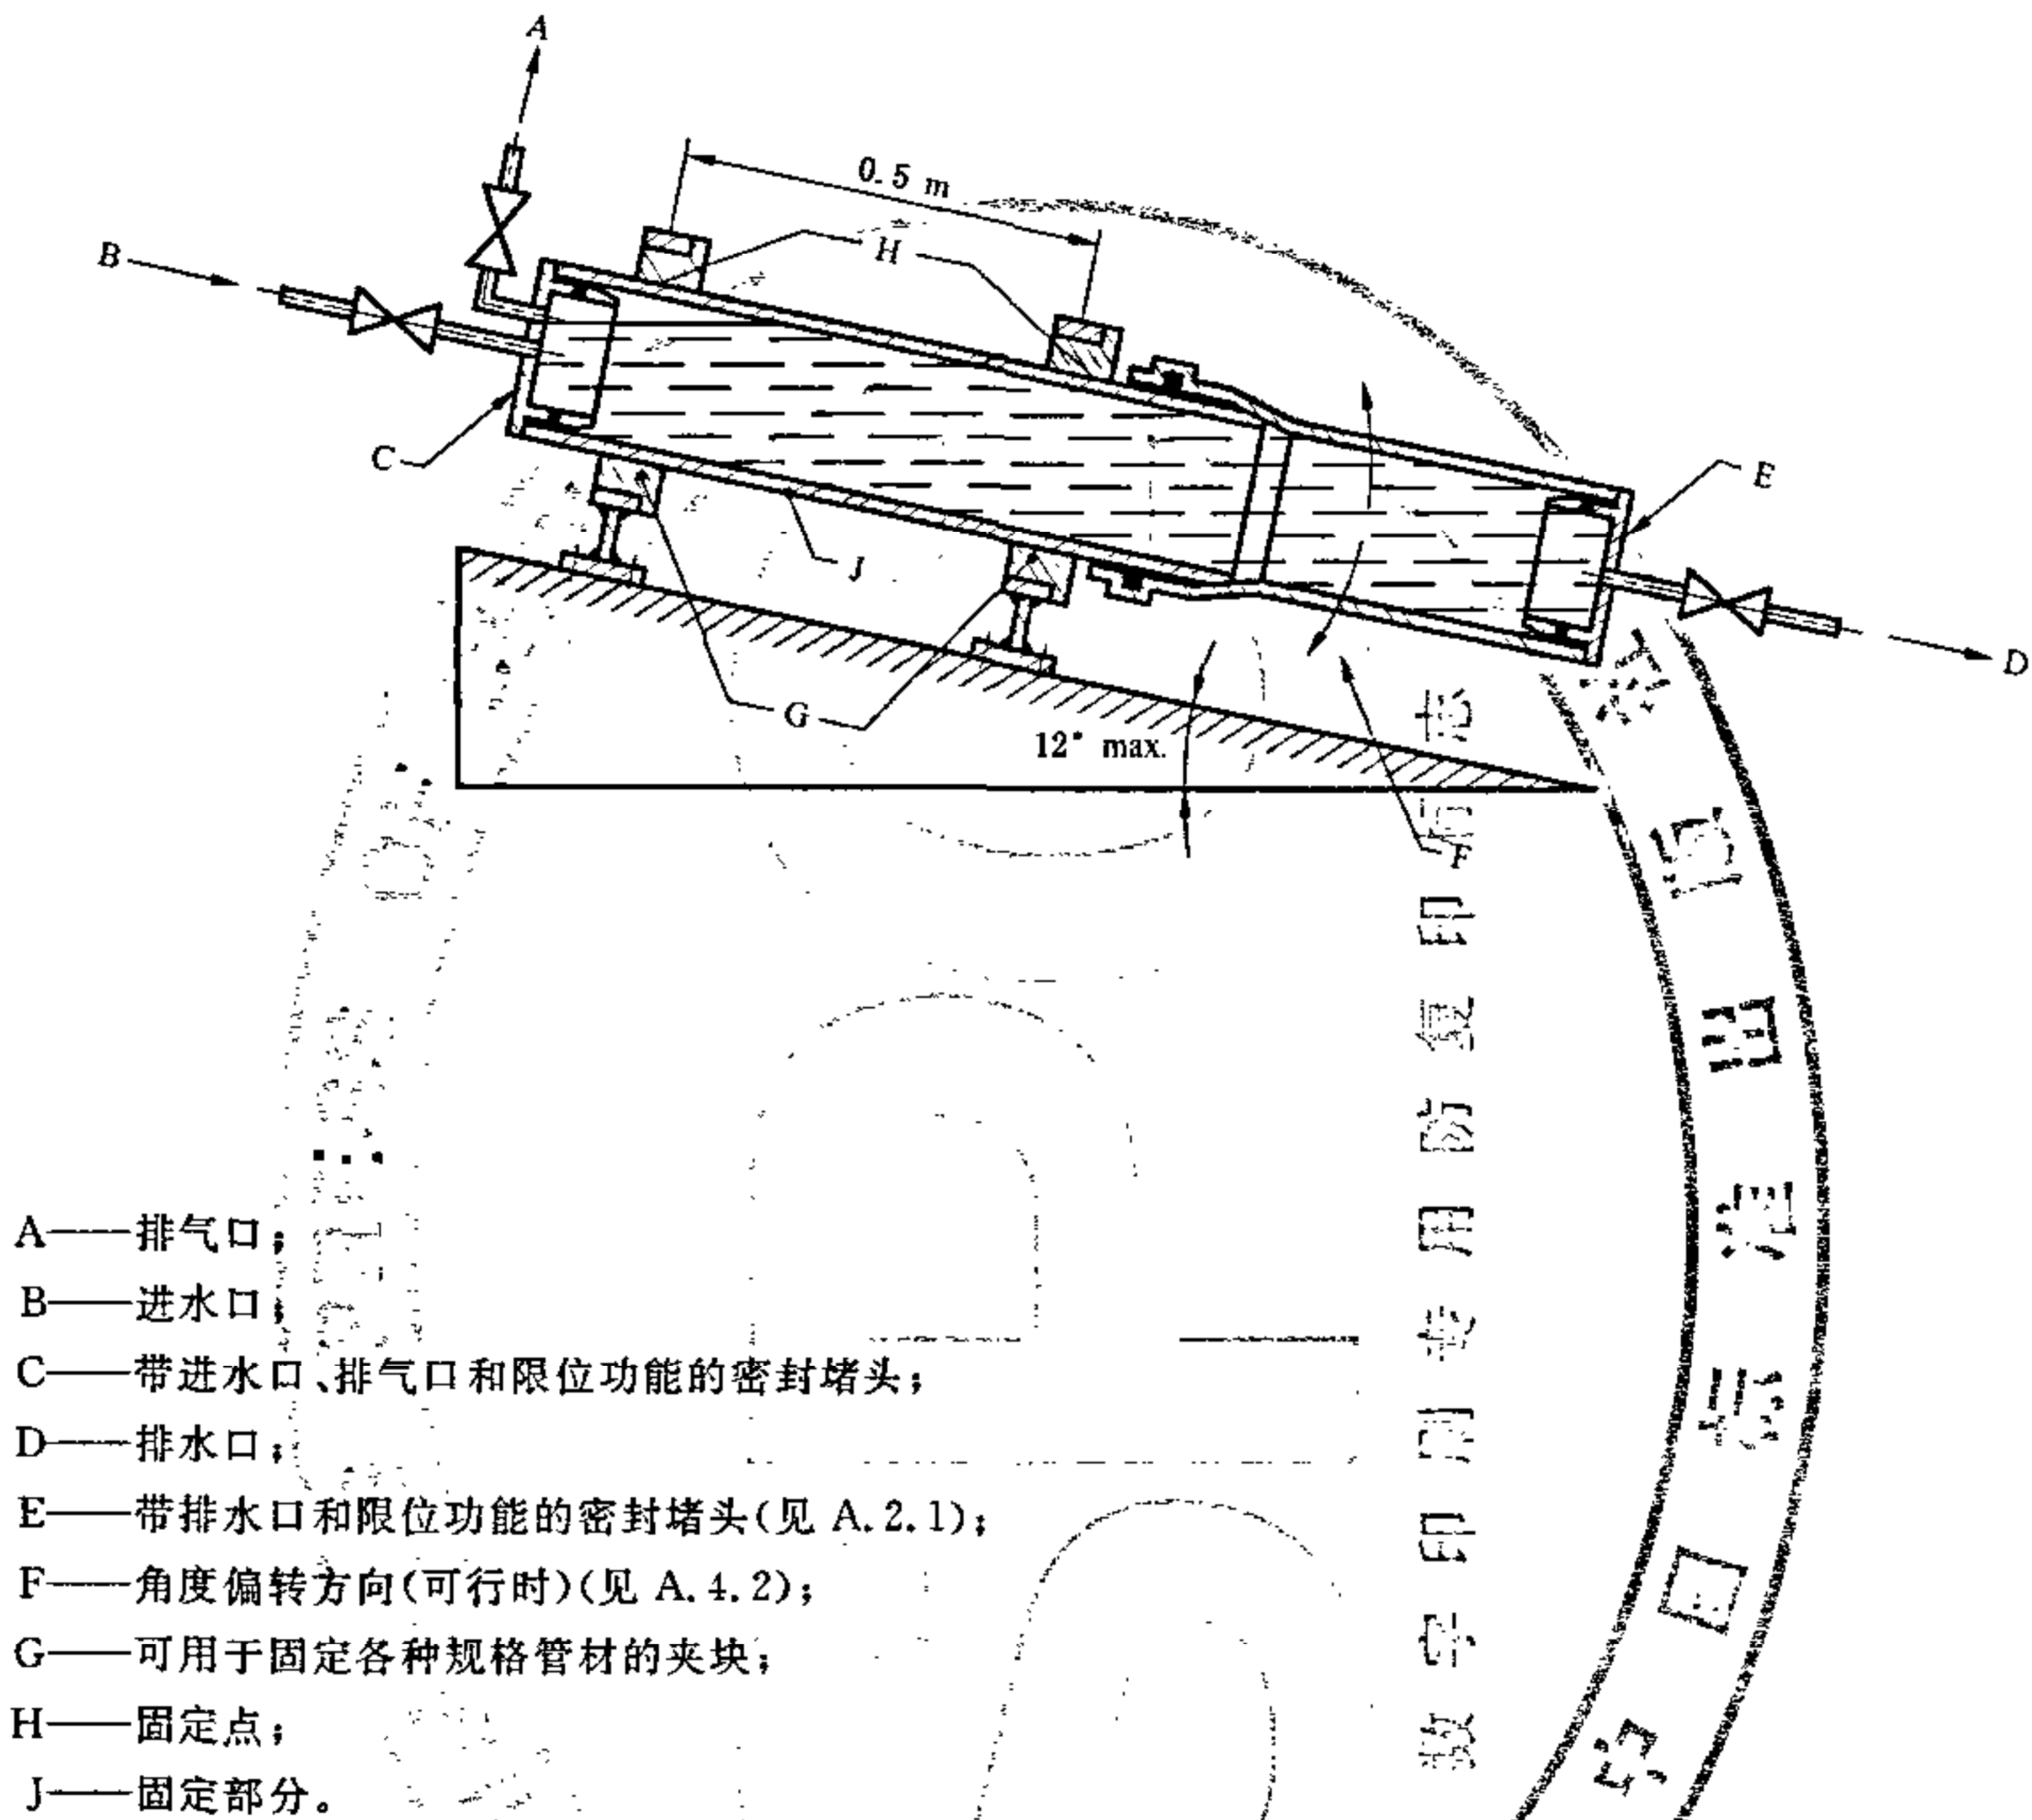 A
0.5 m
B
H
C
E
J
D
G
12° max.
F
A——排气口；
B——进水口；
C——带进水口、排气口和限位功能的密封堵头；
D——排水口；
E——带排水口和限位功能的密封堵头(见 A.2.1)；
F——角度偏转方向(可行时)(见 A.4.2)；
G——可用于固定各种规格管材的夹块；
H——固定点；
J——固定部分。